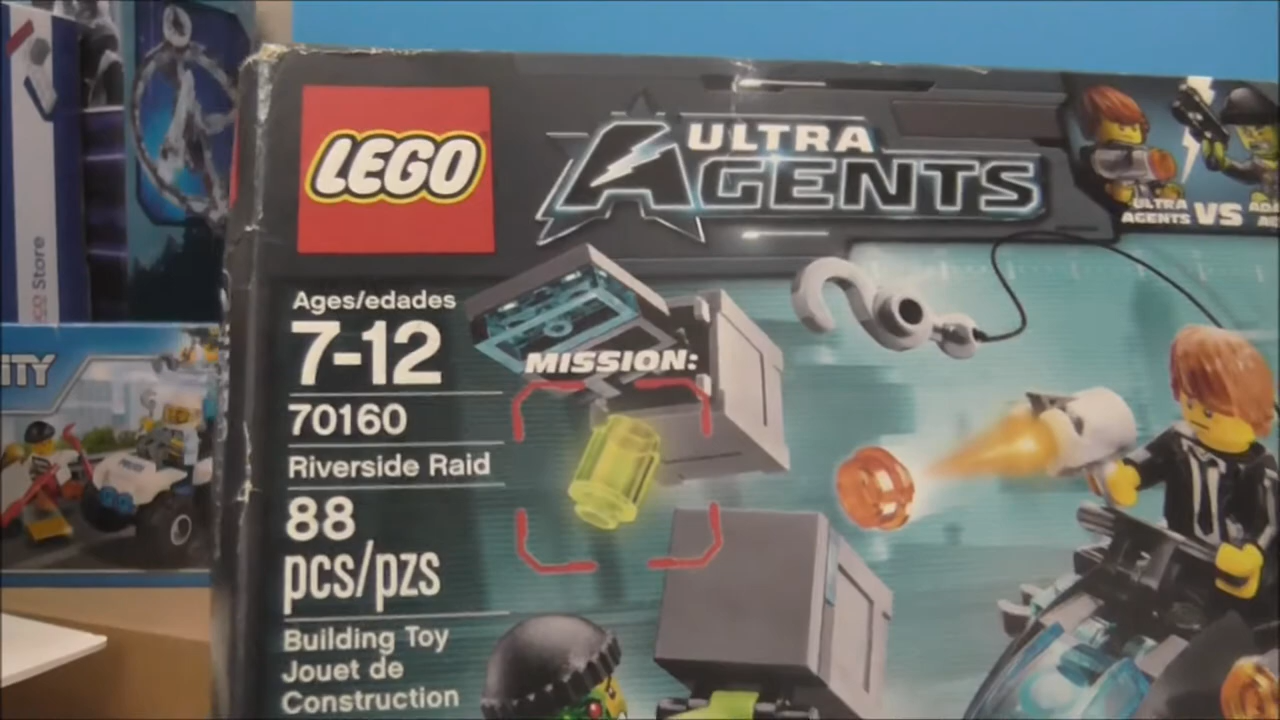 LEGO
ULTRA
AGENTS
ULTRA
AGENTS VS
Ages/edades
7-12
70160
Riverside Raid
88
pcs/pzs
Building Toy
Jouet de
Construction
MISSION:
Store
ITY
POLICE